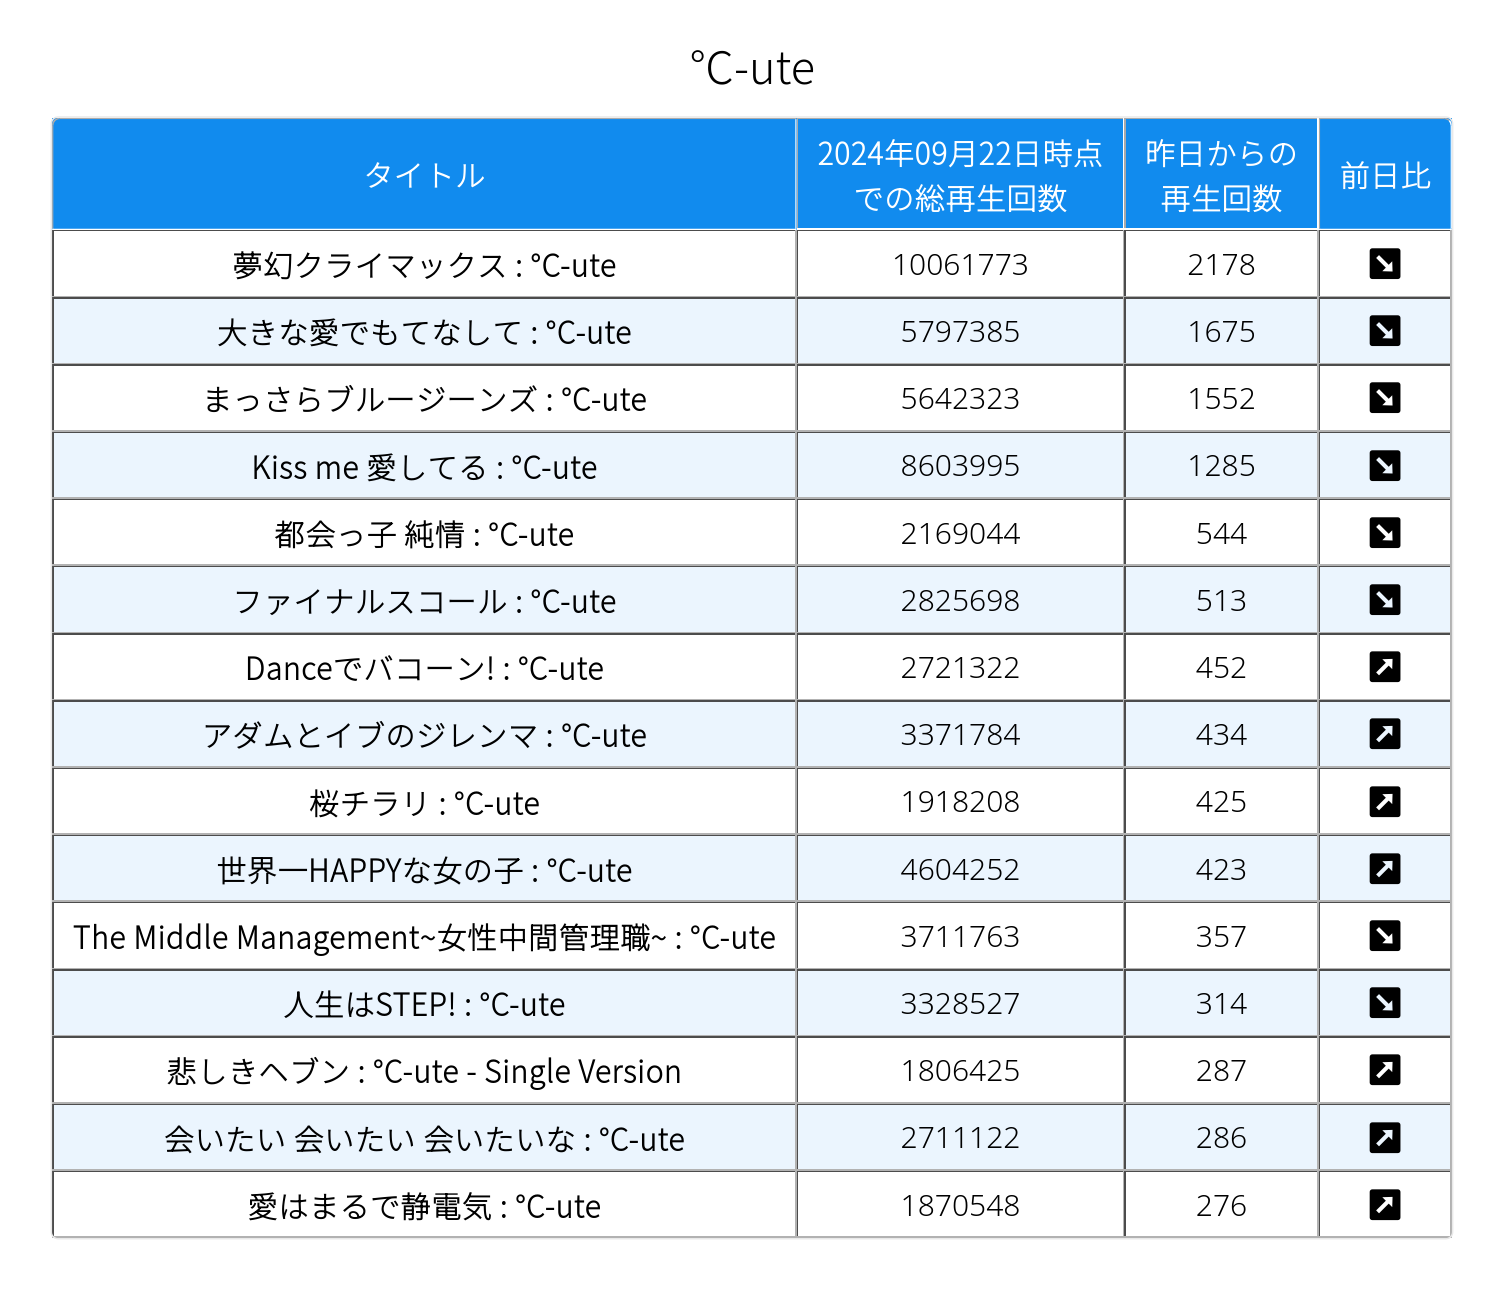 ℃-ute
タイトル 2024年09月22日時点での総再生回数 昨日からの再生回数 前日比
夢幻クライマックス : ℃-ute 10061773 2178 ↘
大きな愛でもてなして : ℃-ute 5797385 1675 ↘
まっさらブルージーンズ : ℃-ute 5642323 1552 ↘
Kiss me 愛してる : ℃-ute 8603995 1285 ↘
都会っ子 純情 : ℃-ute 2169044 544 ↘
ファイナルスコール : ℃-ute 2825698 513 ↘
Danceでバコーン! : ℃-ute 2721322 452 ↗
アダムとイブのジレンマ : ℃-ute 3371784 434 ↗
桜チラリ : ℃-ute 1918208 425 ↗
世界一HAPPYな女の子 : ℃-ute 4604252 423 ↗
The Middle Management~女性中間管理職~ : ℃-ute 3711763 357 ↘
人生はSTEP! : ℃-ute 3328527 314 ↘
悲しきヘブン : ℃-ute - Single Version 1806425 287 ↗
会いたい 会いたい 会いたいな : ℃-ute 2711122 286 ↗
愛はまるで静電気 : ℃-ute 1870548 276 ↗